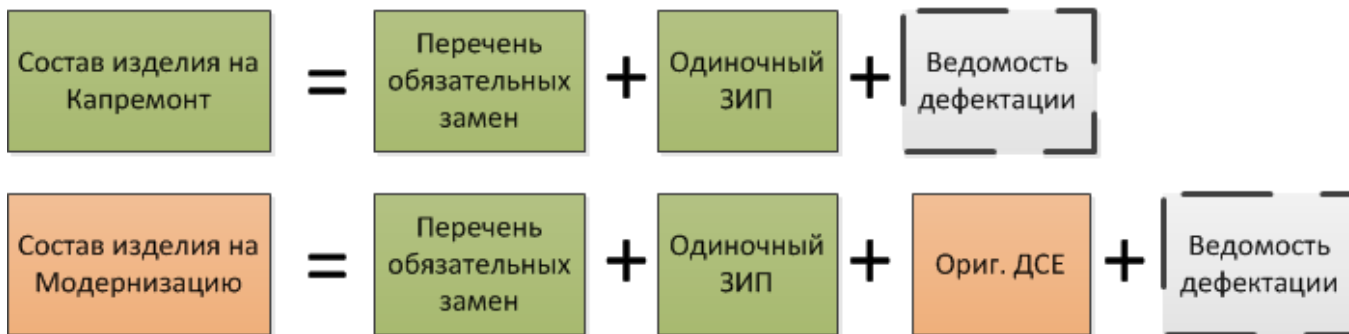 Состав изделия на
Капремонт
=
Перечень
обязательных
замен
+
Одиночный
ЗИП
+
Ведомость
дефектации
Состав изделия на
Модернизацию
=
Перечень
обязательных
замен
+
Одиночный
ЗИП
+
Ориг. ДСЕ
+
Ведомость
дефектации